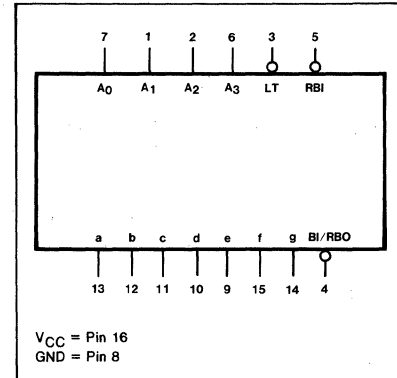 7 1 2 6 3 5
A0 A1 A2 A3 LT RBI
a b c d e f g BI/RBO
13 12 11 10 9 15 14 4
VCC = Pin 16
GND = Pin 8